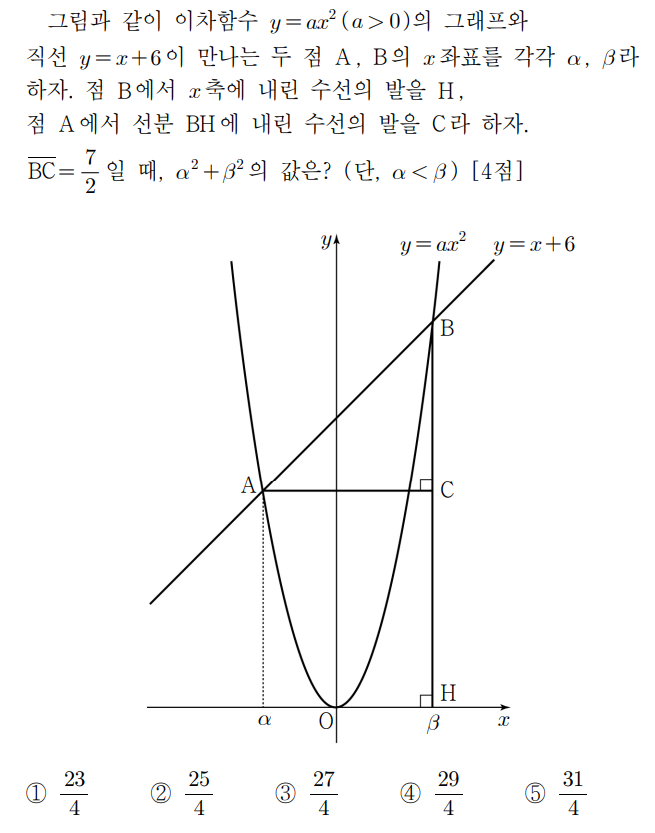 그림과 같이 이차함수 y=ax²(a>0)의 그래프와
직선 y=x+6이 만나는 두 점 A, B의 x좌표를 각각 α, β라
하자. 점 B에서 x축에 내린 수선의 발을 H,
점 A에서 선분 BH에 내린 수선의 발을 C라 하자.
B̅C̅=7/2일 때, α²+β²의 값은? (단, α<β) [4점]
y
y=ax²
y=x+6
B
A
C
H
α
O
β
x
① 23/4 ② 25/4 ③ 27/4 ④ 29/4 ⑤ 31/4